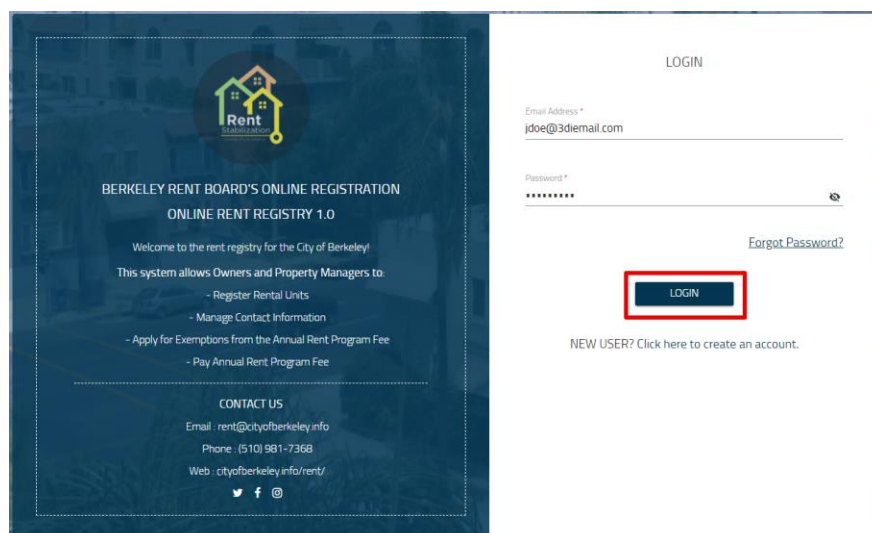 Rent
Stabilization
BERKELEY RENT BOARD'S ONLINE REGISTRATION
ONLINE RENT REGISTRY 1.0
Welcome to the rent registry for the City of Berkeley!
This system allows Owners and Property Managers to:
- Register Rental Units
- Manage Contact Information
- Apply for Exemptions from the Annual Rent Program Fee
- Pay Annual Rent Program Fee
CONTACT US
Email : rent@cityofberkeley.info
Phone : (510) 981-7368
Web : cityofberkeley.info/rent/
LOGIN
Email Address *
jdoe@3diemail.com
Password *
•••••••••
Forgot Password?
LOGIN
NEW USER? Click here to create an account.